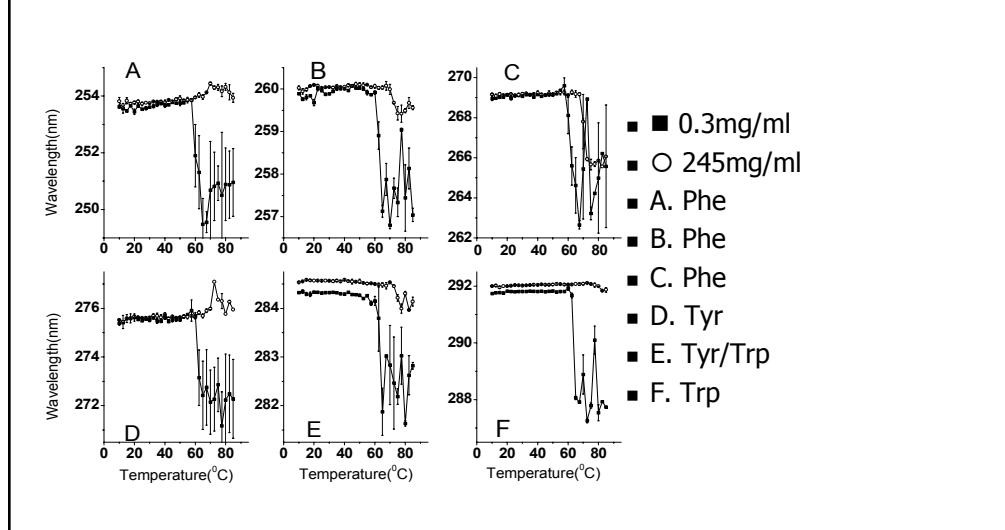 A
B
C
254
252
250
260
259
258
257
270
268
266
264
262
Wavelength(nm)
0 20 40 60 80
0 20 40 60 80
0 20 40 60 80
276
274
272
284
283
282
292
290
288
Wavelength(nm)
D
E
F
0 20 40 60 80
0 20 40 60 80
0 20 40 60 80
Temperature(⁰C)
Temperature(⁰C)
Temperature(⁰C)
▪ ■ 0.3mg/ml
▪ ○ 245mg/ml
▪ A. Phe
▪ B. Phe
▪ C. Phe
▪ D. Tyr
▪ E. Tyr/Trp
▪ F. Trp